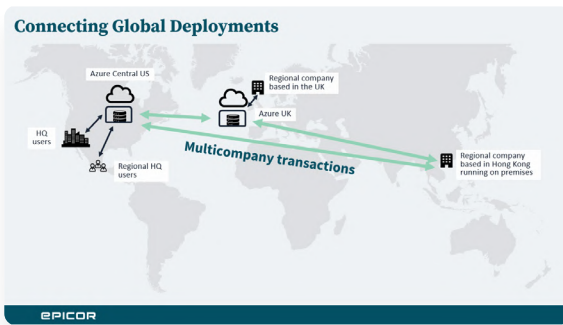 Connecting Global Deployments
Azure Central US
Regional company
based in the UK
Azure UK
HQ
users
Regional HQ
users
Multicompany transactions
Regional company
based in Hong Kong
running on premises
EPICOR